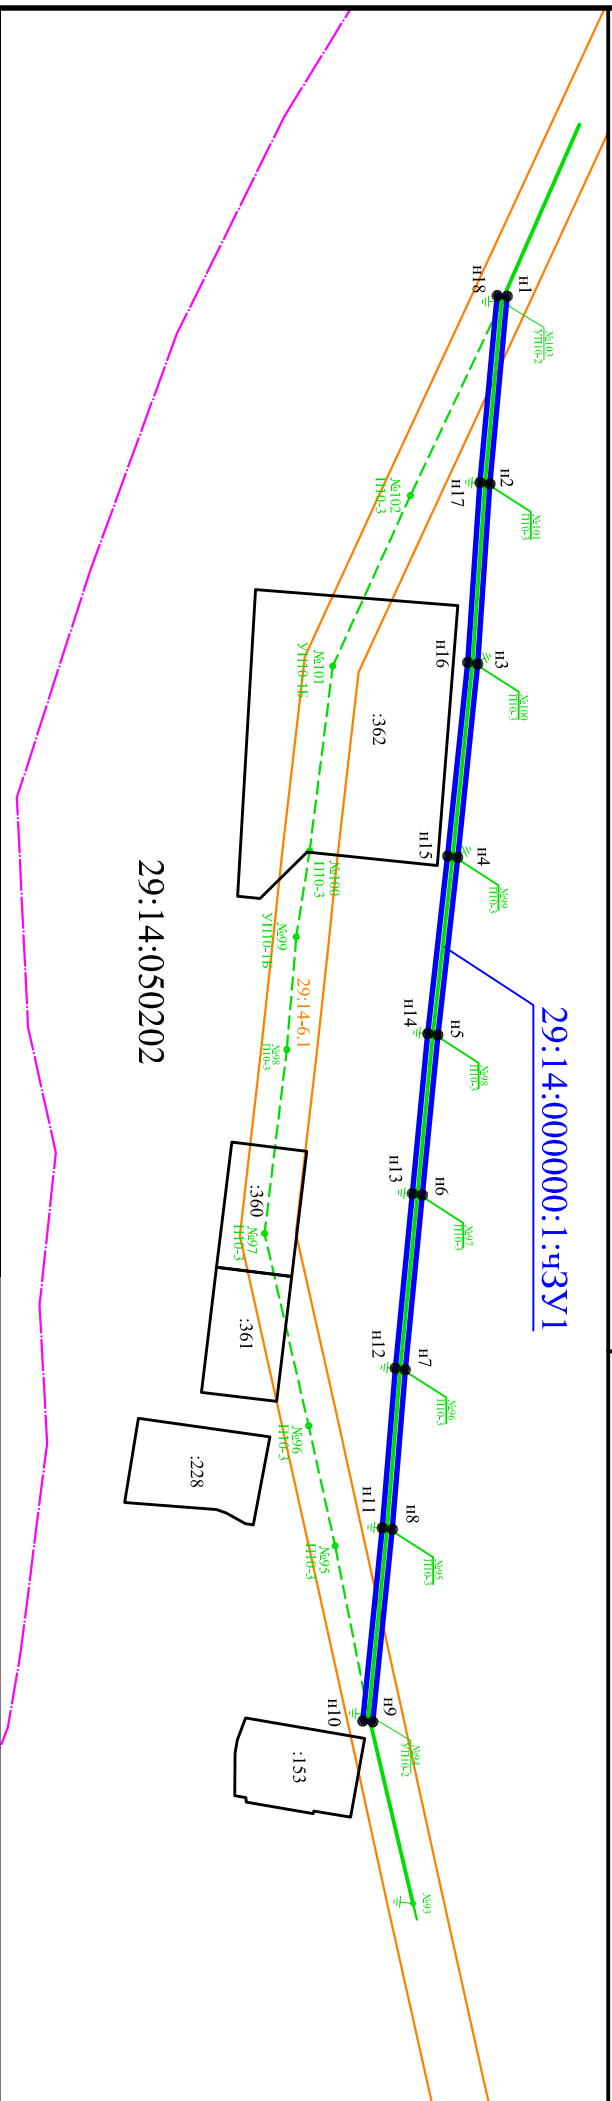 н1
н18
№103
УП10-2
н2
н17
№101
П10-3
№102
П10-3
н3
н16
№100
П10-3
№101
УП10-1Б
:362
н4
н15
№99
П10-3
№100
П10-3
№99
УП10-1Б
29:14:050202
29:14-6.1
29:14:000000:1:чЗУ1
н5
н14
№98
П10-3
№98
П10-3
н6
н13
№97
П10-3
:360
№97
П10-3
:361
н7
н12
№96
П10-3
№96
П10-3
:228
н8
н11
№95
П10-3
№95
П10-3
н9
н10
№94
УП10-2
:153
№93